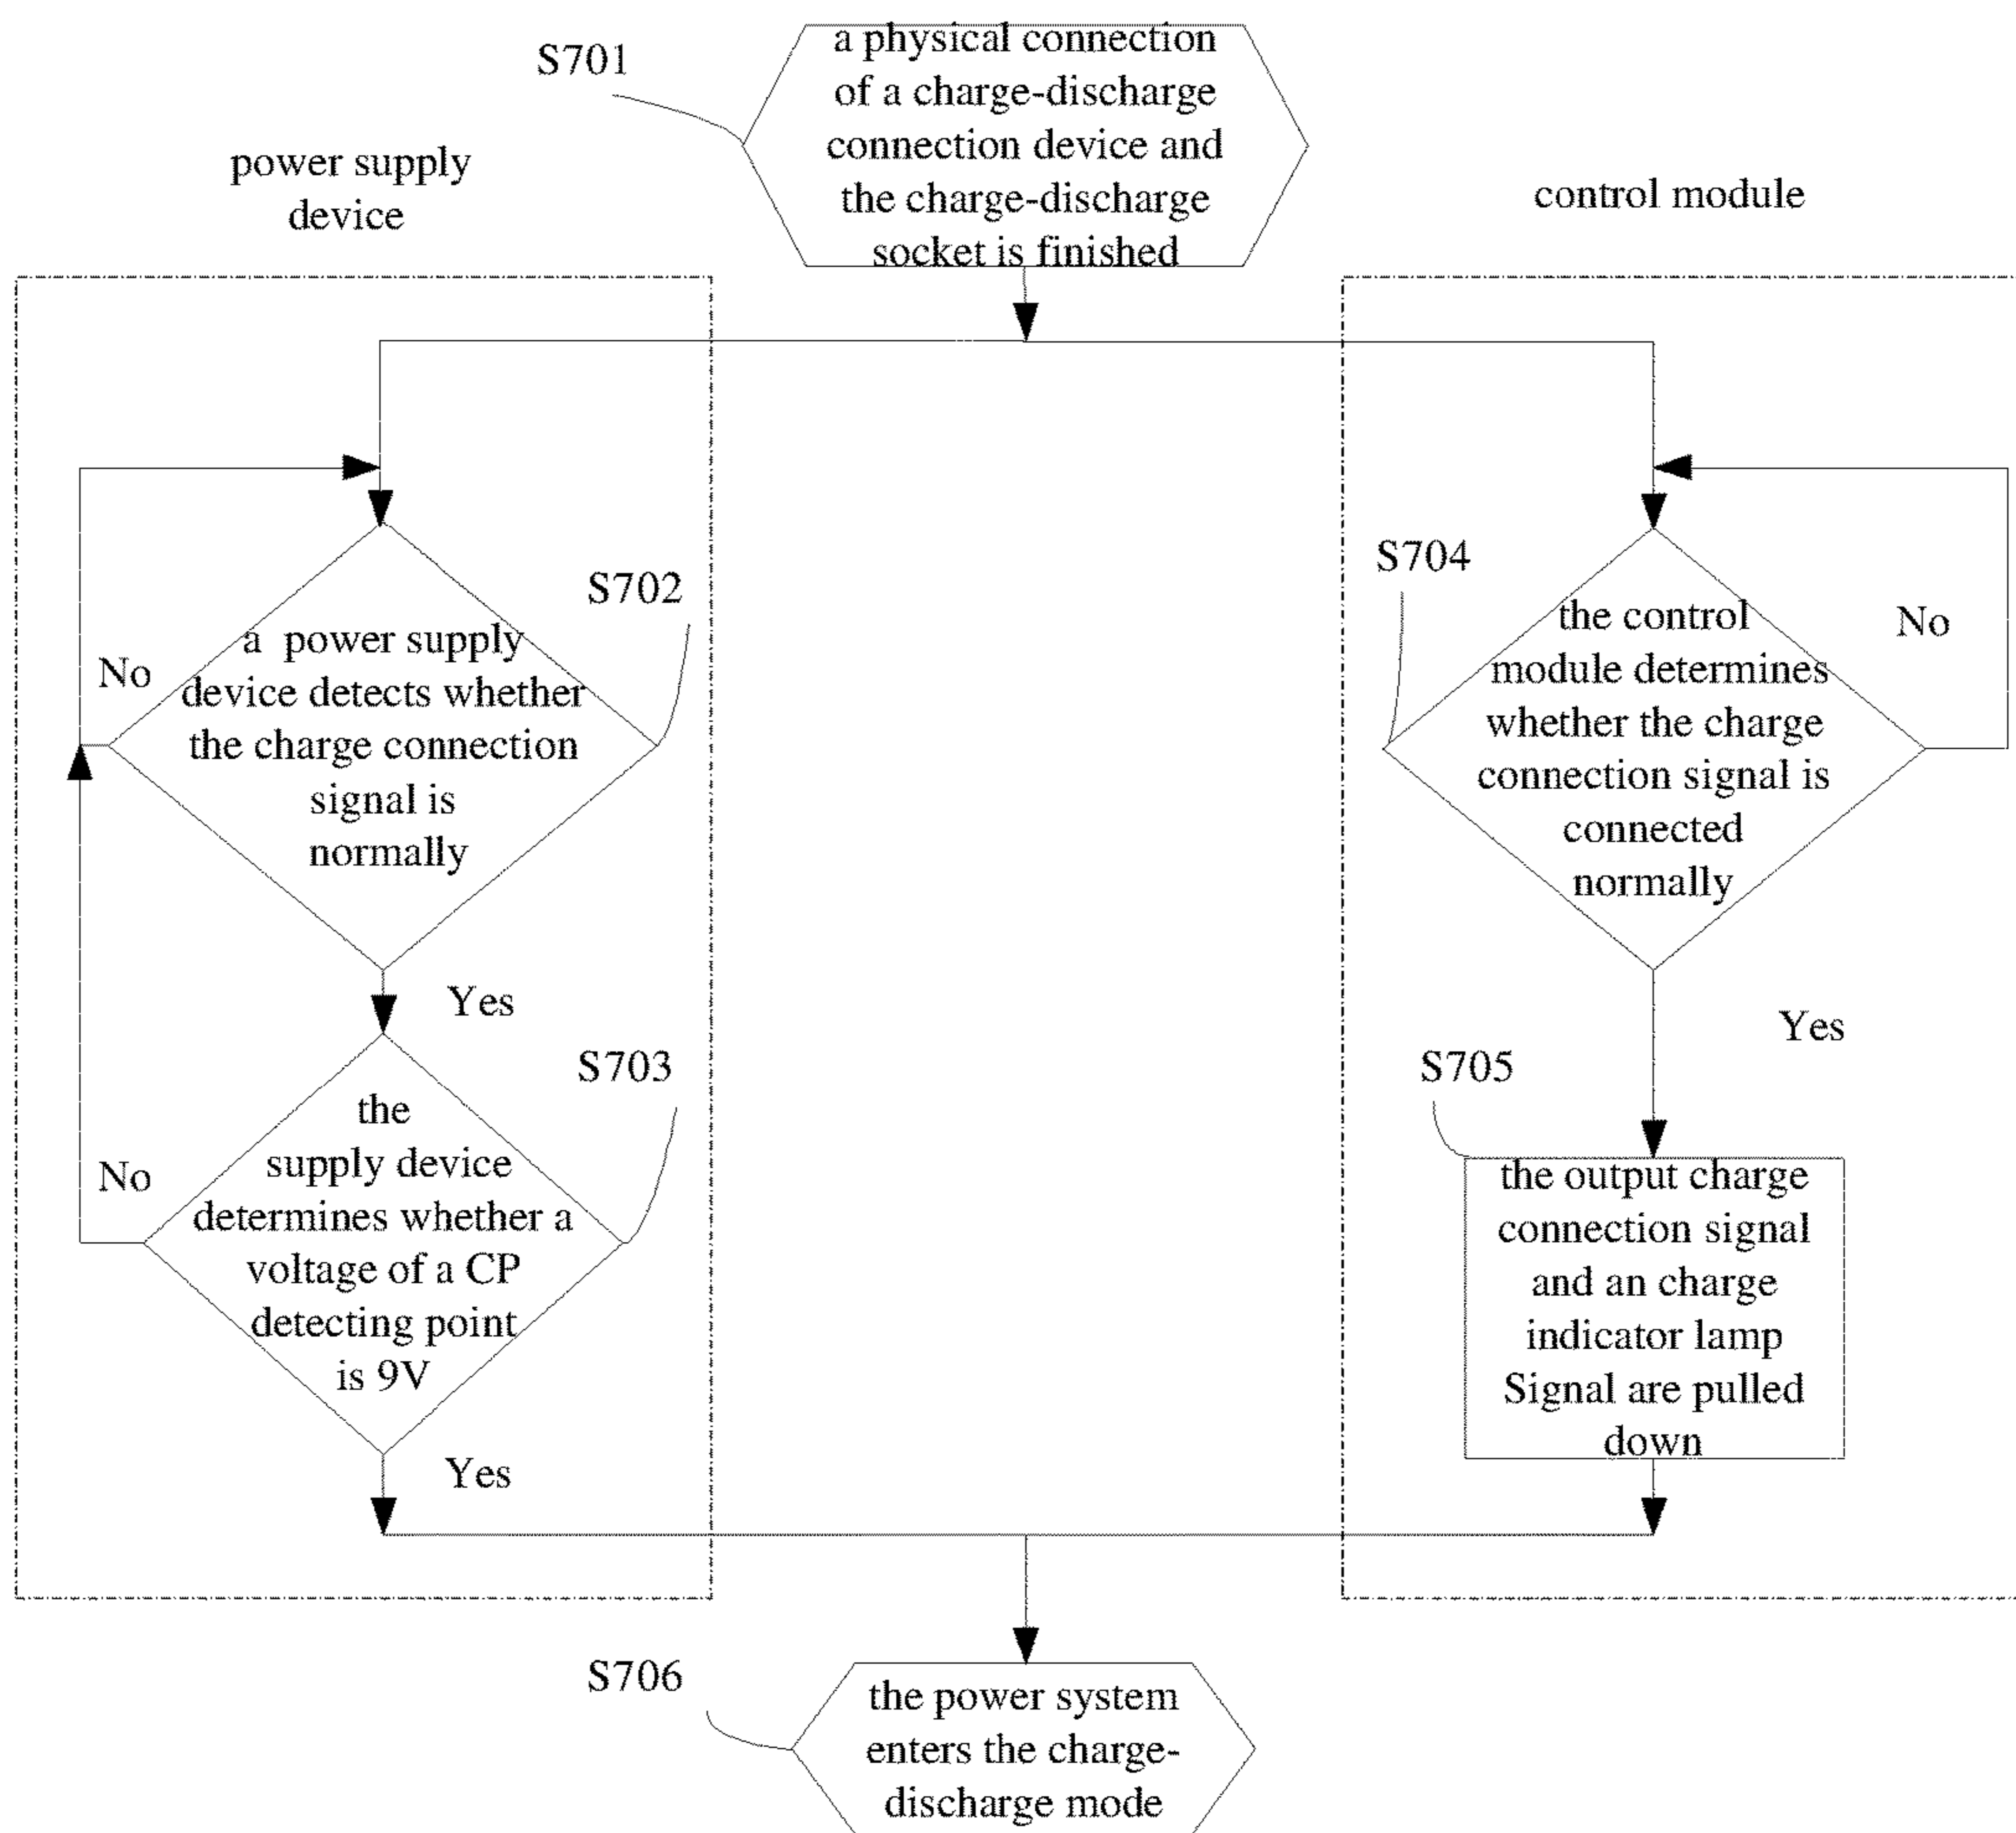 S701
a physical connection
of a charge-discharge
connection device and
the charge-discharge
socket is finished
power supply
device
control module
S702
No
a power supply
device detects whether
the charge connection
signal is
normally
Yes
S703
No
the
supply device
determines whether a
voltage of a CP
detecting point
is 9V
Yes
S704
No
the control
module determines
whether the charge
connection signal is
connected
normally
Yes
S705
the output charge
connection signal
and an charge
indicator lamp
Signal are pulled
down
S706
the power system
enters the charge-
discharge mode